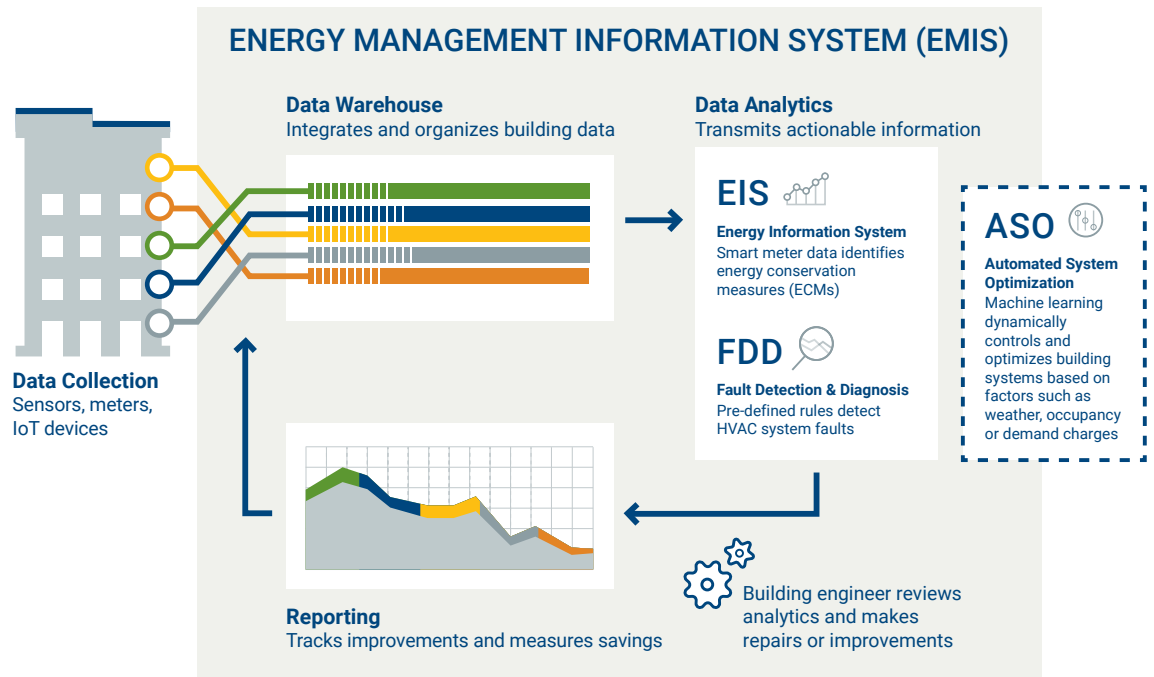 ENERGY MANAGEMENT INFORMATION SYSTEM (EMIS)
Data Warehouse
Integrates and organizes building data
Data Analytics
Transmits actionable information
EIS
Energy Information System
Smart meter data identifies
energy conservation
measures (ECMs)
FDD
Fault Detection & Diagnosis
Pre-defined rules detect
HVAC system faults
ASO
Automated System
Optimization
Machine learning
dynamically
controls and
optimizes building
systems based on
factors such as
weather, occupancy
or demand charges
Data Collection
Sensors, meters,
IoT devices
Building engineer reviews
analytics and makes
repairs or improvements
Reporting
Tracks improvements and measures savings